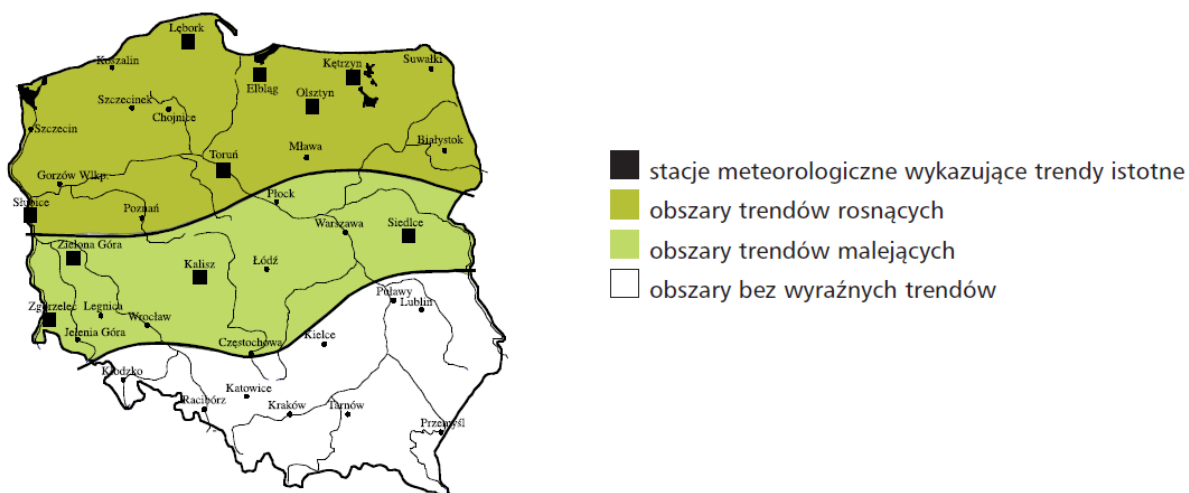 Lębork
Koszalin
Kętrzyn
Suwałki
Elbląg
Olsztyn
Szczecinek
Chojnice
Szczecin
Białystok
Mława
Toruń
Gorzów Wlkp.
Płock
Słubice
Poznań
Warszawa
Siedlce
Zielona Góra
Kalisz
Łódź
Puławy
Lublin
Zgorzelec
Legnica
Wrocław
Jelenia Góra
Częstochowa
Kielce
Kłodzko
Katowice
Racibórz
Kraków
Tarnów
Przemyśl
stacje meteorologiczne wykazujące trendy istotne
obszary trendów rosnących
obszary trendów malejących
obszary bez wyraźnych trendów